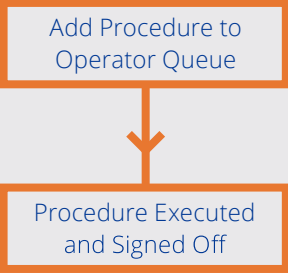 Add Procedure to
Operator Queue
Procedure Executed
and Signed Off